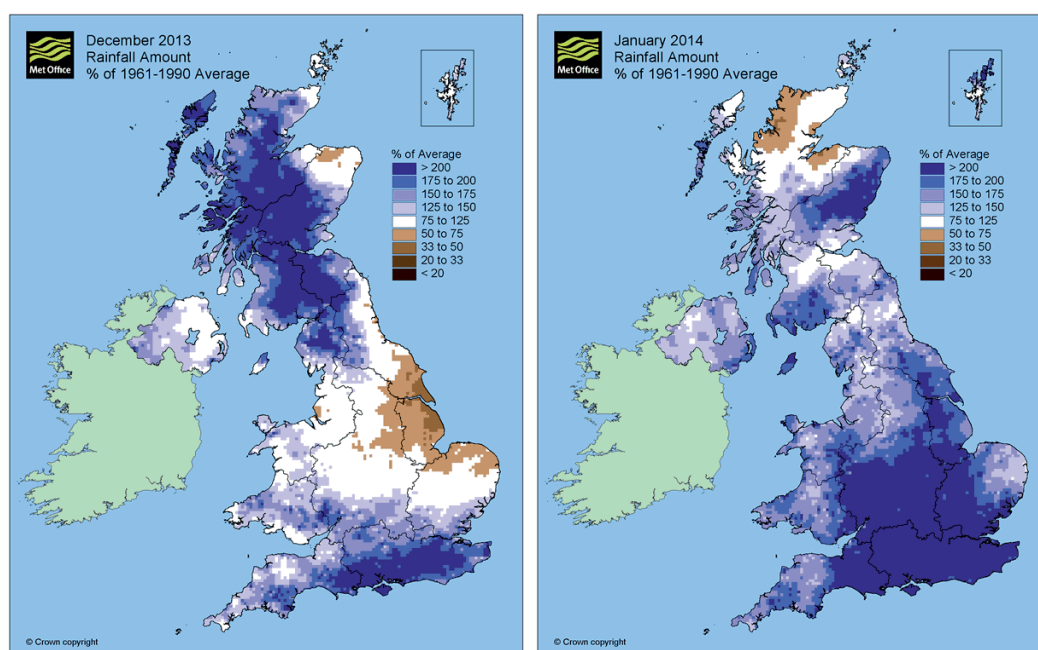 December 2013
Rainfall Amount
% of 1961-1990 Average
Met Office
% of Average
> 200
175 to 200
150 to 175
125 to 150
75 to 125
50 to 75
33 to 50
20 to 33
< 20
© Crown copyright
January 2014
Rainfall Amount
% of 1961-1990 Average
Met Office
% of Average
> 200
175 to 200
150 to 175
125 to 150
75 to 125
50 to 75
33 to 50
20 to 33
< 20
© Crown copyright